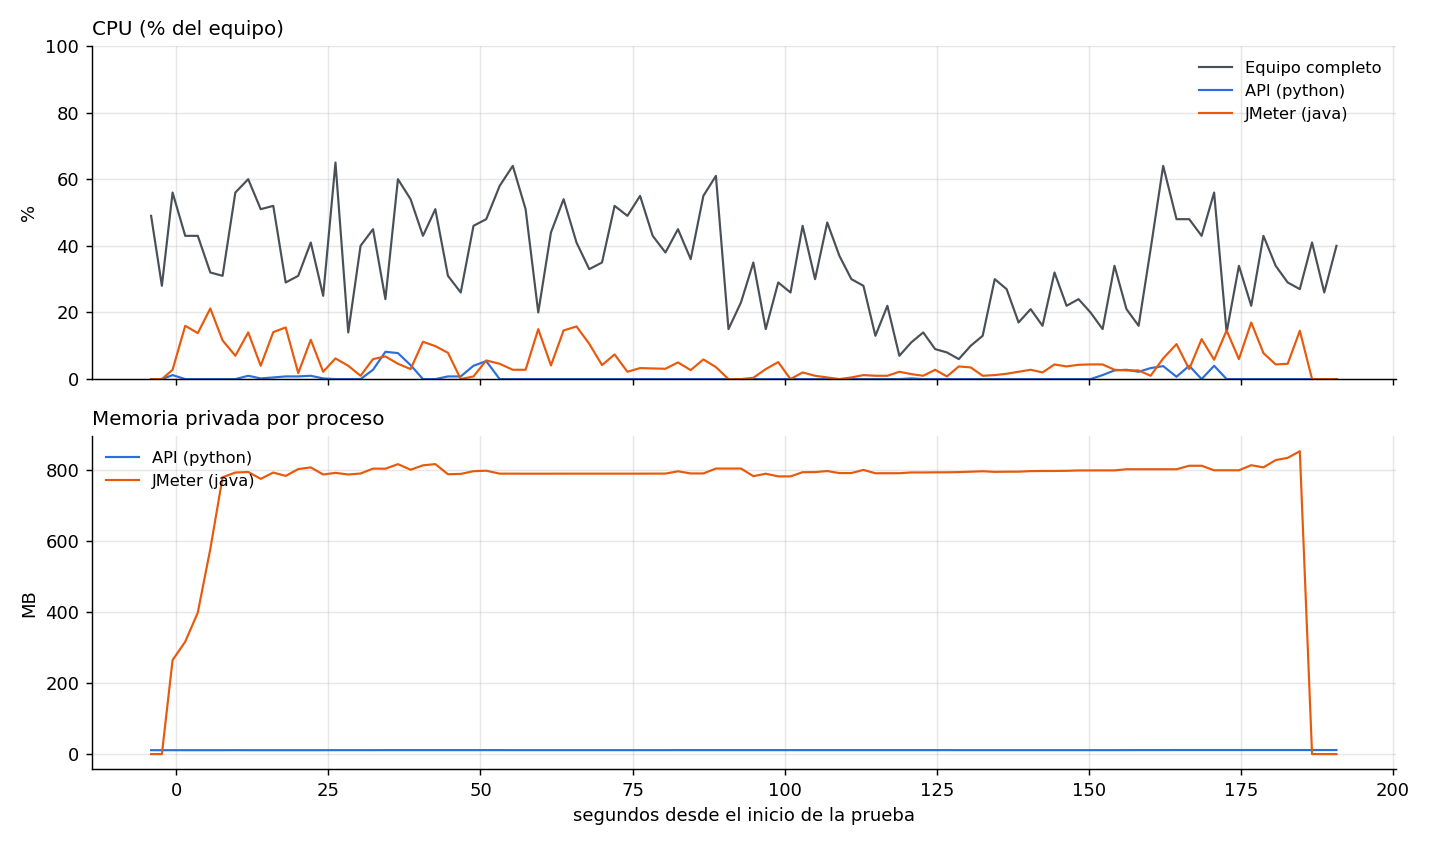 CPU (% del equipo)
100
80
60
40
20
0
%
Equipo completo
API (python)
JMeter (java)
Memoria privada por proceso
800
600
400
200
0
MB
API (python)
JMeter (java)
0 25 50 75 100 125 150 175 200
segundos desde el inicio de la prueba